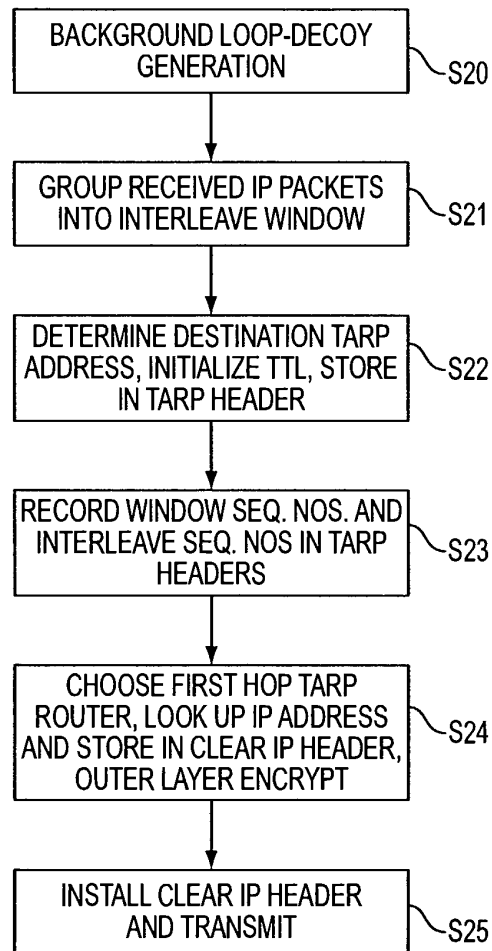 BACKGROUND LOOP-DECOY
GENERATION
S20
GROUP RECEIVED IP PACKETS
INTO INTERLEAVE WINDOW
S21
DETERMINE DESTINATION TARP
ADDRESS, INITIALIZE TTL, STORE
IN TARP HEADER
S22
RECORD WINDOW SEQ. NOS. AND
INTERLEAVE SEQ. NOS IN TARP
HEADERS
S23
CHOOSE FIRST HOP TARP
ROUTER, LOOK UP IP ADDRESS
AND STORE IN CLEAR IP HEADER,
OUTER LAYER ENCRYPT
S24
INSTALL CLEAR IP HEADER
AND TRANSMIT
S25